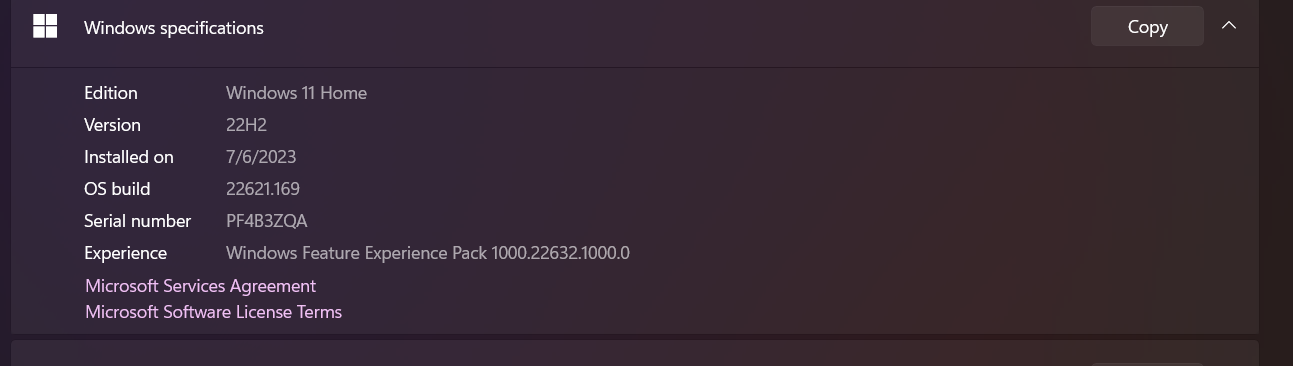 Windows specifications Copy
Edition Windows 11 Home
Version 22H2
Installed on 7/6/2023
OS build 22621.169
Serial number PF4B3ZQA
Experience Windows Feature Experience Pack 1000.22632.1000.0
Microsoft Services Agreement
Microsoft Software License Terms